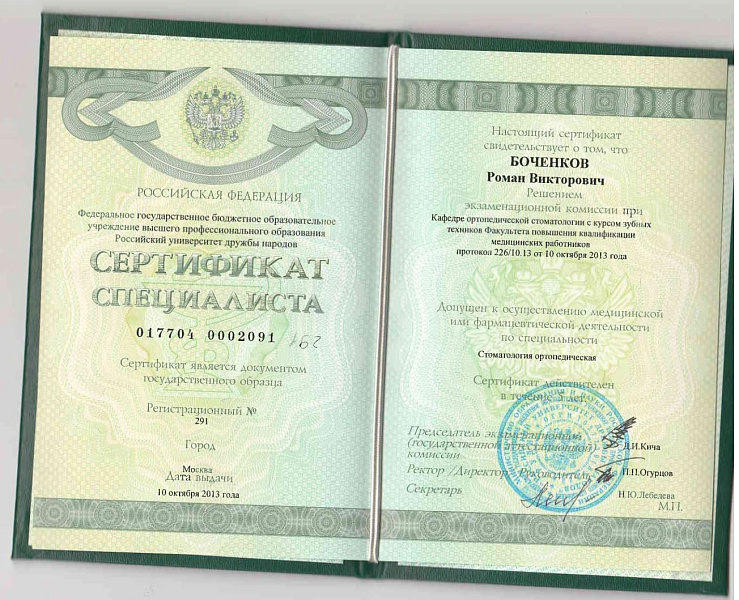 РОССИЙСКАЯ ФЕДЕРАЦИЯ
Федеральное государственное бюджетное образовательное
учреждение высшего профессионального образования
Российский университет дружбы народов
СЕРТИФИКАТ
СПЕЦИАЛИСТА
017704 0002091
Сертификат является документом
государственного образца
Регистрационный №
291
Город
Москва
Дата выдачи
10 октября 2013 года
Настоящий сертификат
свидетельствует о том, что
БОЧЕНКОВ
Роман Викторович
Решением
экзаменационной комиссии при
Кафедре ортопедической стоматологии с курсом зубных
техников Факультета повышения квалификации
медицинских работников
протокол 226/10.13 от 10 октября 2013 года
Допущен к осуществлению медицинской
или фармацевтической деятельности
по специальности
Стоматология ортопедическая
Сертификат действителен
в течение 5 лет.
Председатель экзаменационной
(государственной аттестационной)
комиссии
Д.И.Кича
Ректор /Директор /Руководитель
П.П.Огурцов
Секретарь
Н.Ю.Лебедева
М.П.